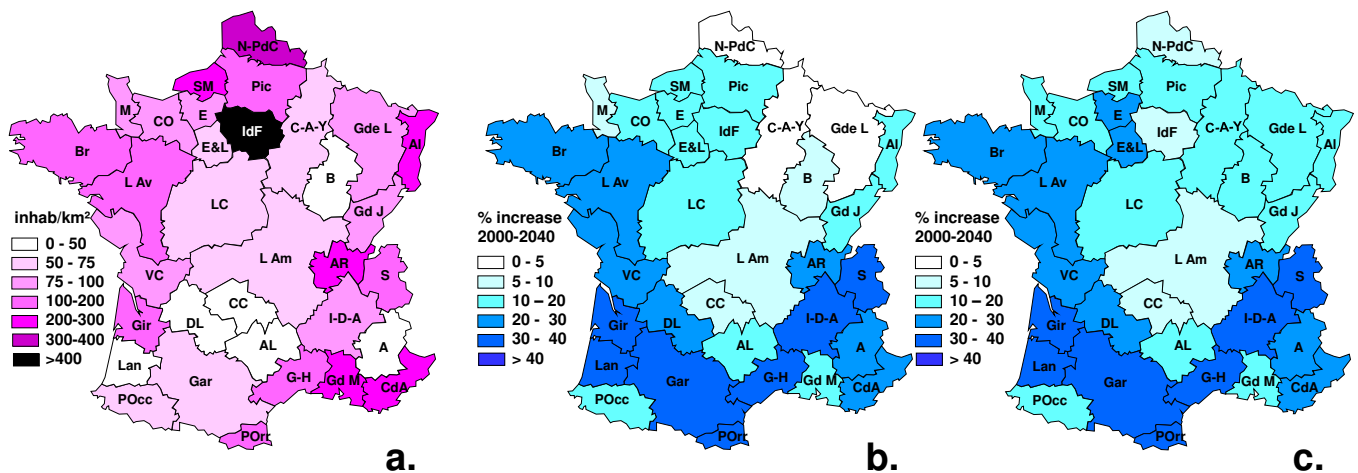 N-PdC
SM
Pic
M
CO
E
IdF
C-A-Y
Gde L
Al
Br
E&L
L Av
B
LC
Gd J
inhab/km²
0 - 50
50 - 75
75 - 100
100-200
200-300
300-400
>400
L Am
AR
S
VC
CC
I-D-A
Gir
DL
AL
A
Lan
Gar
G-H
Gd M
CdA
POcc
POrr
a.
N-PdC
SM
Pic
M
CO
E
IdF
C-A-Y
Gde L
Al
Br
E&L
L Av
B
LC
Gd J
% increase
2000-2040
0 - 5
5 - 10
10 – 20
20 - 30
30 - 40
> 40
L Am
AR
S
VC
CC
I-D-A
Gir
DL
AL
A
Lan
Gar
G-H
Gd M
CdA
POcc
POrr
b.
N-PdC
SM
Pic
M
CO
E
IdF
C-A-Y
Gde L
Al
Br
E&L
L Av
B
LC
Gd J
% increase
2000-2040
0 - 5
5 - 10
10 – 20
20 - 30
30 - 40
> 40
L Am
AR
S
VC
CC
I-D-A
Gir
DL
AL
A
Lan
Gar
G-H
Gd M
CdA
POcc
POrr
c.